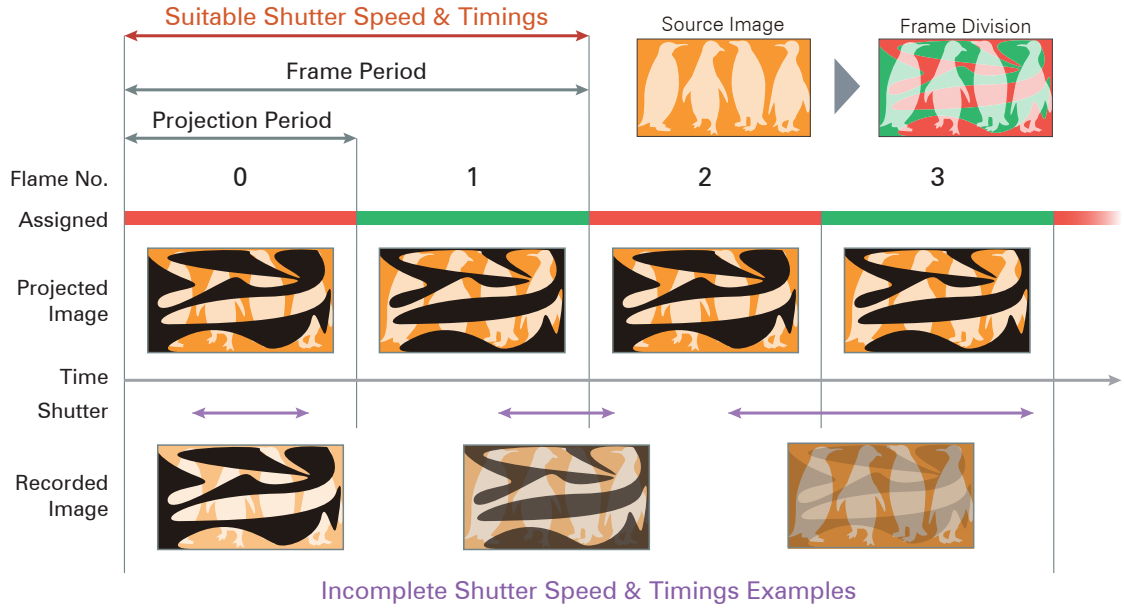 Suitable Shutter Speed & Timings
Source Image
Frame Division
Frame Period
Projection Period
Flame No.
0
1
2
3
Assigned
Projected
Image
Time
Shutter
Recorded
Image
Incomplete Shutter Speed & Timings Examples